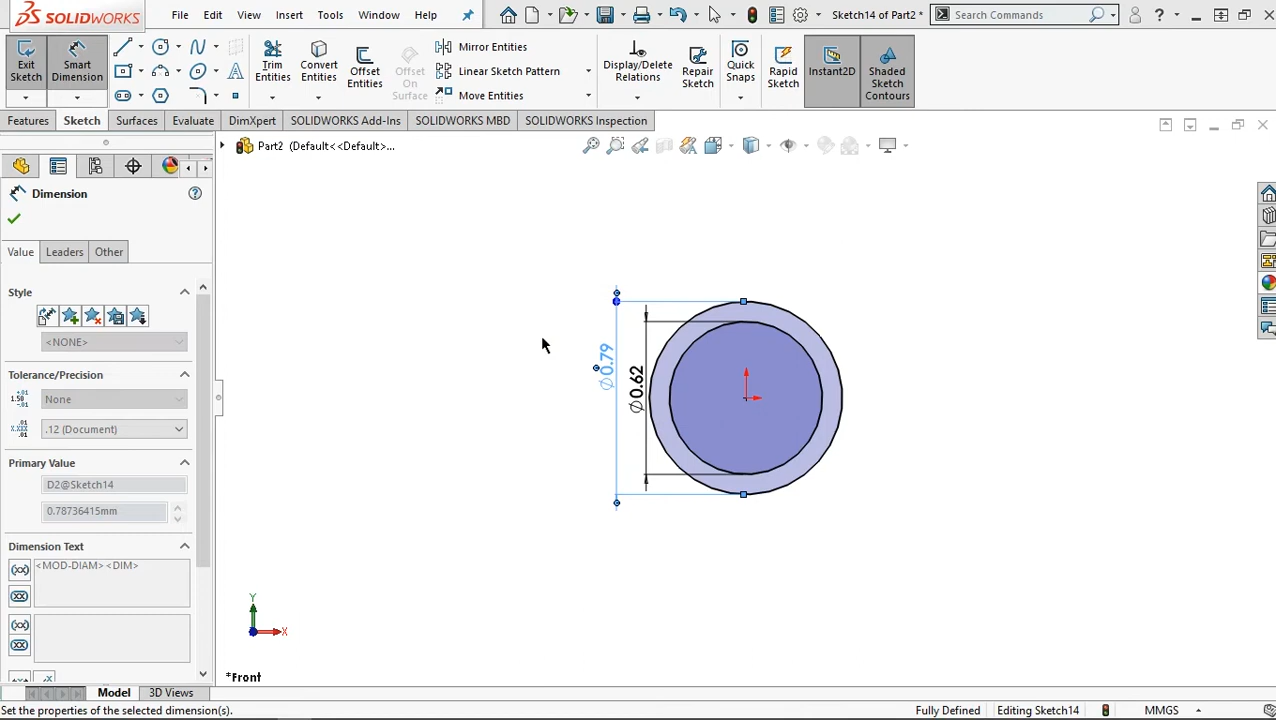 SOLIDWORKS File Edit View Insert Tools Window Help Sketch14 of Part2 * Search Commands ?
Exit Sketch
Smart Dimension
Trim Entities
Convert Entities
Offset Entities
Offset On Surface
Mirror Entities
Linear Sketch Pattern
Move Entities
Display/Delete Relations
Repair Sketch
Quick Snaps
Rapid Sketch
Instant2D
Shaded Sketch Contours
Features Sketch Surfaces Evaluate DimXpert SOLIDWORKS Add-Ins SOLIDWORKS MBD SOLIDWORKS Inspection
Part2 (Default<<Default>...
Dimension
Value Leaders Other
Style
<NONE>
Tolerance/Precision
None
.12 (Document)
Primary Value
D2@Sketch14
0.78736415mm
Dimension Text
<MOD-DIAM><DIM>
∅0.79
∅0.62
Y
X
*Front
Model 3D Views
Set the properties of the selected dimension(s). Fully Defined Editing Sketch14 MMGS